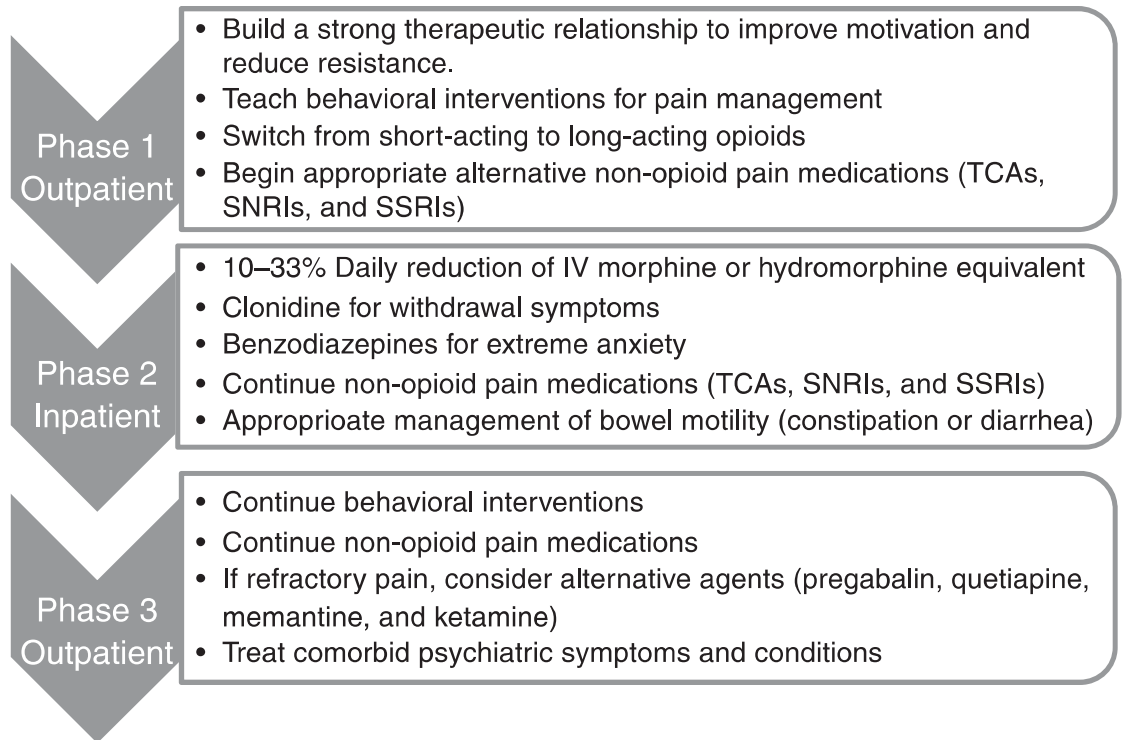 Phase 1
Outpatient
• Build a strong therapeutic relationship to improve motivation and
reduce resistance.
• Teach behavioral interventions for pain management
• Switch from short-acting to long-acting opioids
• Begin appropriate alternative non-opioid pain medications (TCAs,
SNRIs, and SSRIs)
Phase 2
Inpatient
• 10–33% Daily reduction of IV morphine or hydromorphine equivalent
• Clonidine for withdrawal symptoms
• Benzodiazepines for extreme anxiety
• Continue non-opioid pain medications (TCAs, SNRIs, and SSRIs)
• Approprioate management of bowel motility (constipation or diarrhea)
Phase 3
Outpatient
• Continue behavioral interventions
• Continue non-opioid pain medications
• If refractory pain, consider alternative agents (pregabalin, quetiapine,
memantine, and ketamine)
• Treat comorbid psychiatric symptoms and conditions